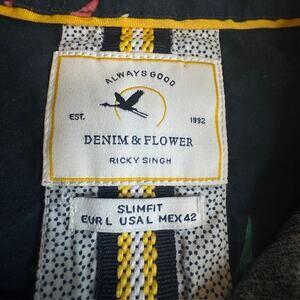 ALWAYS GOOD
EST. 1992
DENIM & FLOWER
RICKY SINGH
SLIMFIT
EUR L USA L MEX 42